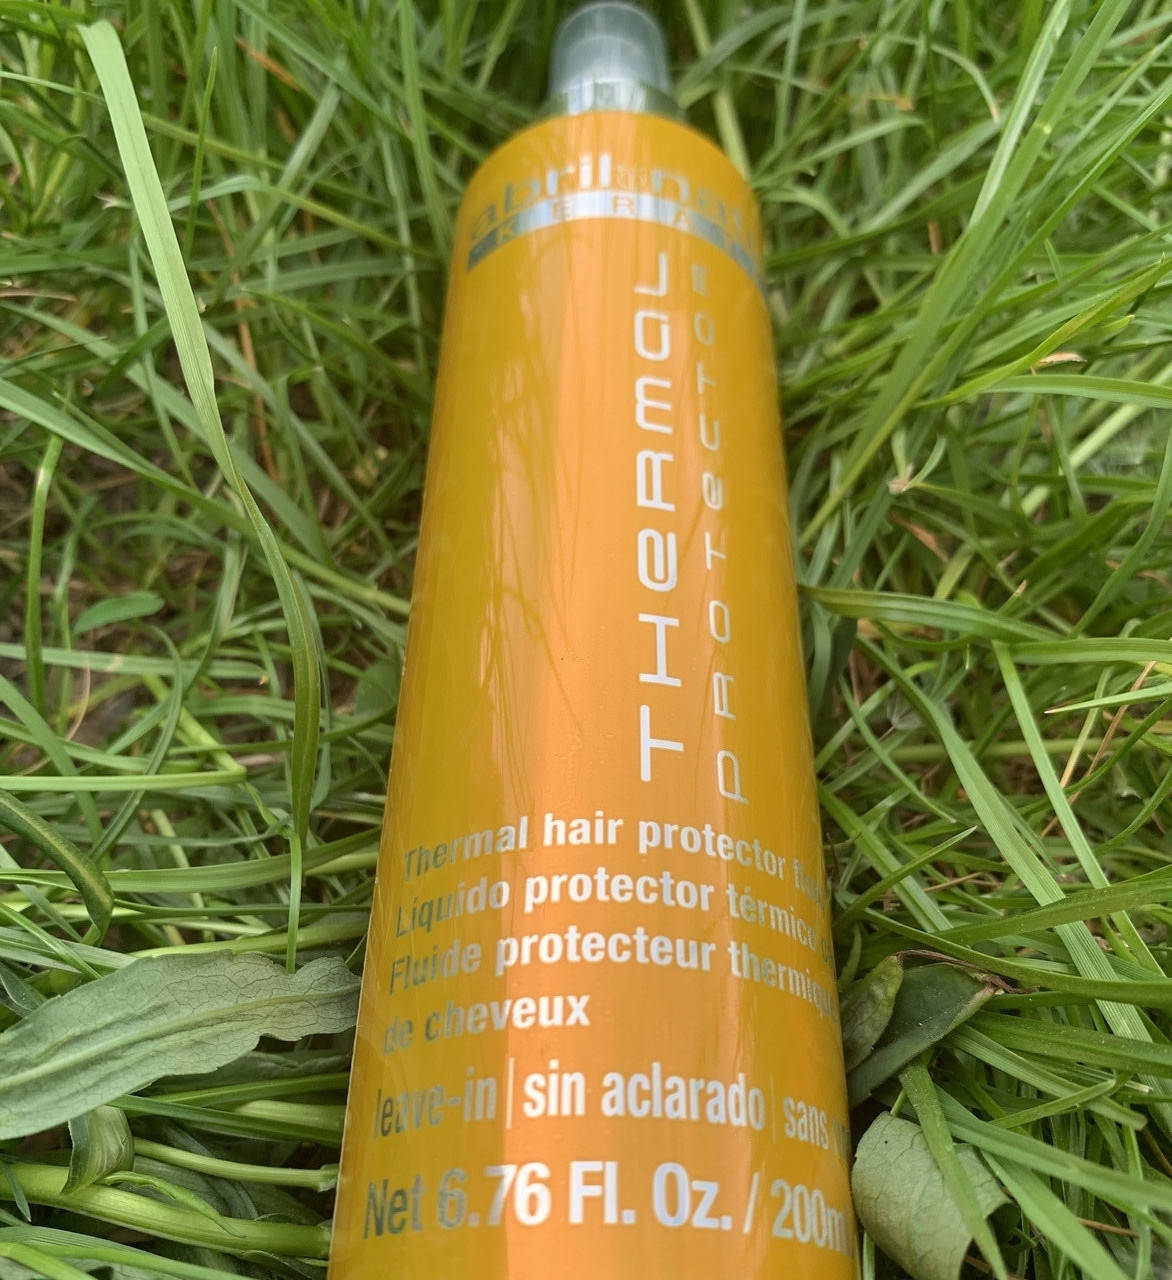 abril
KERA
THERMAL
PROTECTOR
Thermal hair protector
Líquido protector térmico
Fluide protecteur thermique
de cheveux
leave-in | sin aclarado | sans
Net 6.76 Fl. Oz. / 200m